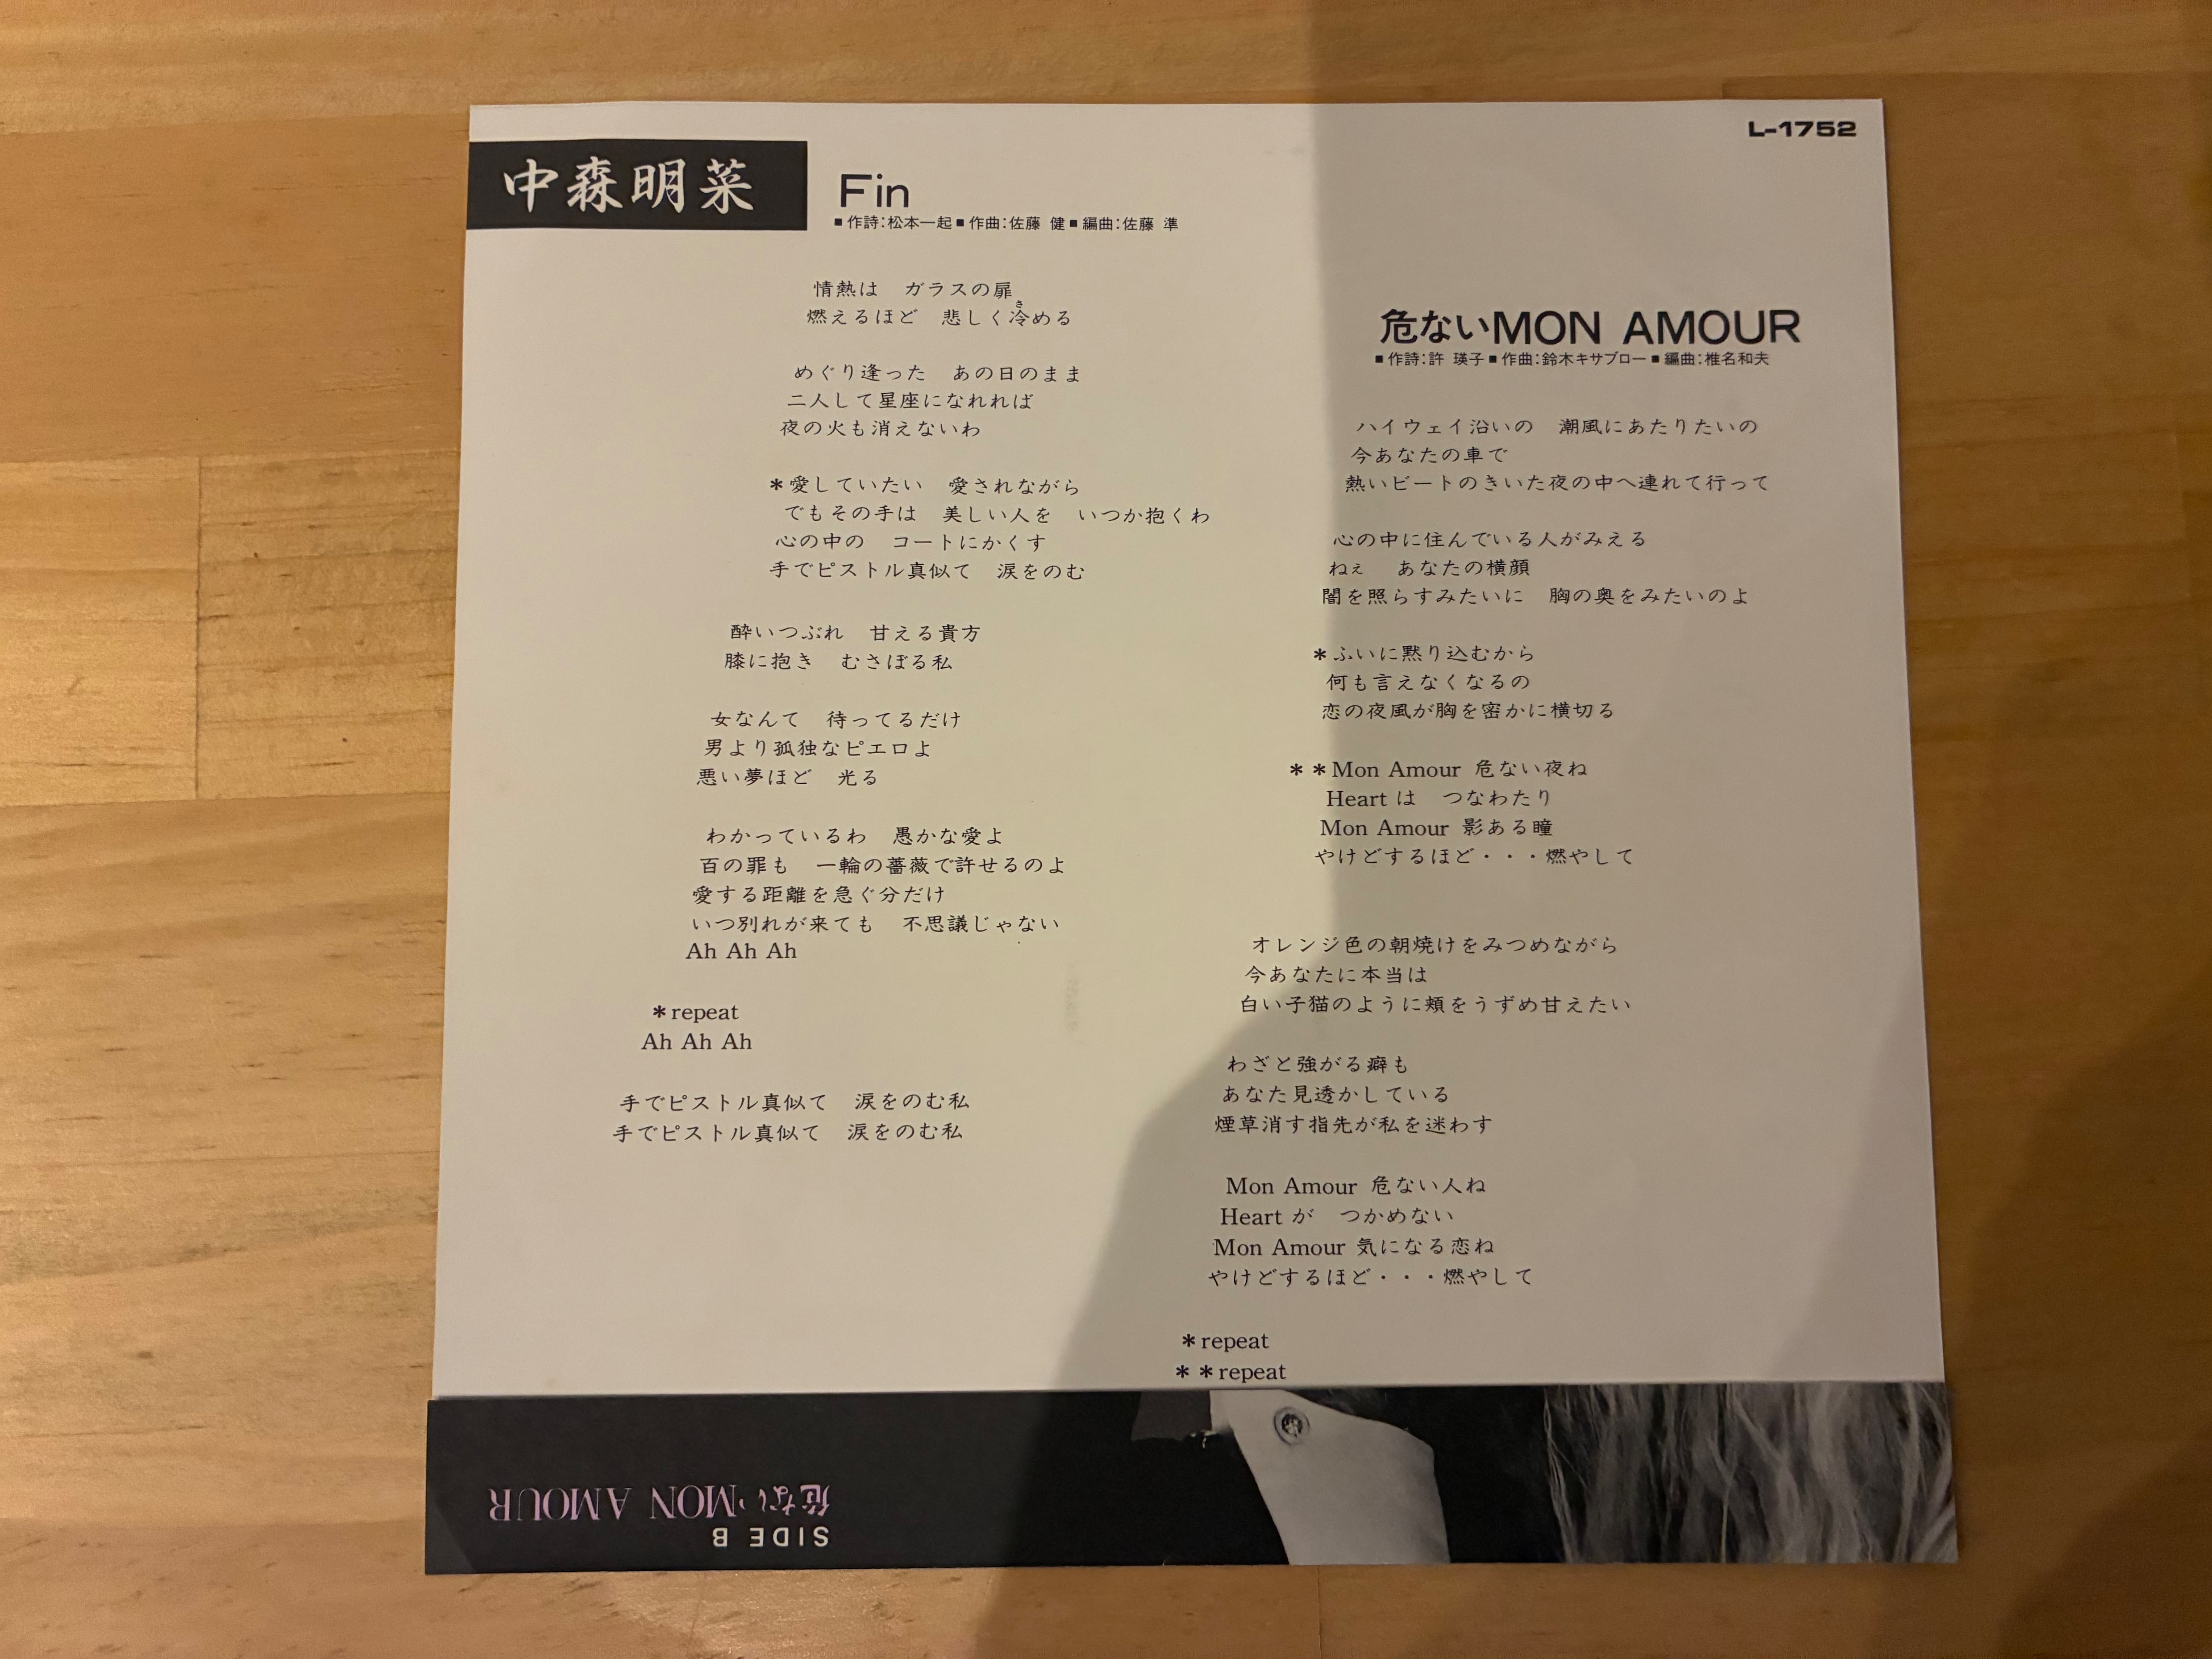 L-1752
中森明菜
Fin
■作詩:松本一起■作曲:佐藤 健■編曲:佐藤 準
情熱は　ガラスの扉
燃えるほど　悲しく冷める
き
めぐり逢った　あの日のまま
二人して星座になれれば
夜の火も消えないわ
*愛していたい　愛されながら
でもその手は　美しい人を　いつか抱くわ
心の中の　コートにかくす
手でピストル真似て　涙をのむ
酔いつぶれ　甘える貴方
膝に抱き　むさぼる私
女なんて　待ってるだけ
男より孤独なピエロよ
悪い夢ほど　光る
わかっているわ　愚かな愛よ
百の罪も　一輪の薔薇で許せるのよ
愛する距離を急ぐ分だけ
いつ別れが来ても　不思議じゃない
Ah Ah Ah
*repeat
Ah Ah Ah
手でピストル真似て　涙をのむ私
手でピストル真似て　涙をのむ私
危ないMON AMOUR
■作詩:許 瑛子■作曲:鈴木キサブロー■編曲:椎名和夫
ハイウェイ沿いの　潮風にあたりたいの
今あなたの車で
熱いビートのきいた夜の中へ連れて行って
心の中に住んでいる人がみえる
ねぇ　あなたの横顔
闇を照らすみたいに　胸の奥をみたいのよ
*ふいに黙り込むから
何も言えなくなるの
恋の夜風が胸を密かに横切る
**Mon Amour 危ない夜ね
Heart は　つなわたり
Mon Amour 影ある瞳
やけどするほど・・・燃やして
オレンジ色の朝焼けをみつめながら
今あなたに本当は
白い子猫のように頬をうずめ甘えたい
わざと強がる癖も
あなた見透かしている
煙草消す指先が私を迷わす
Mon Amour 危ない人ね
Heart が　つかめない
Mon Amour 気になる恋ね
やけどするほど・・・燃やして
*repeat
**repeat
SIDE B
危ないMON AMOUR